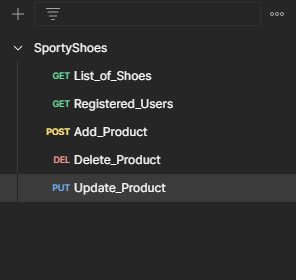 SportyShoes
GET List_of_Shoes
GET Registered_Users
POST Add_Product
DEL Delete_Product
PUT Update_Product